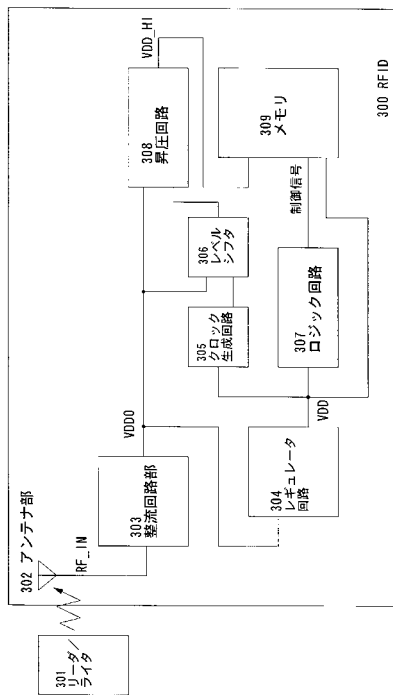 301
リーダ/
ライタ
302 アンテナ部
RF_IN
303
整流回路部
VDD0
304
レギュレータ
回路
VDD
305
クロック
生成回路
306
レベル
シフタ
307
ロジック回路
制御信号
308
昇圧回路
VDD_HI
309
メモリ
300 RFID